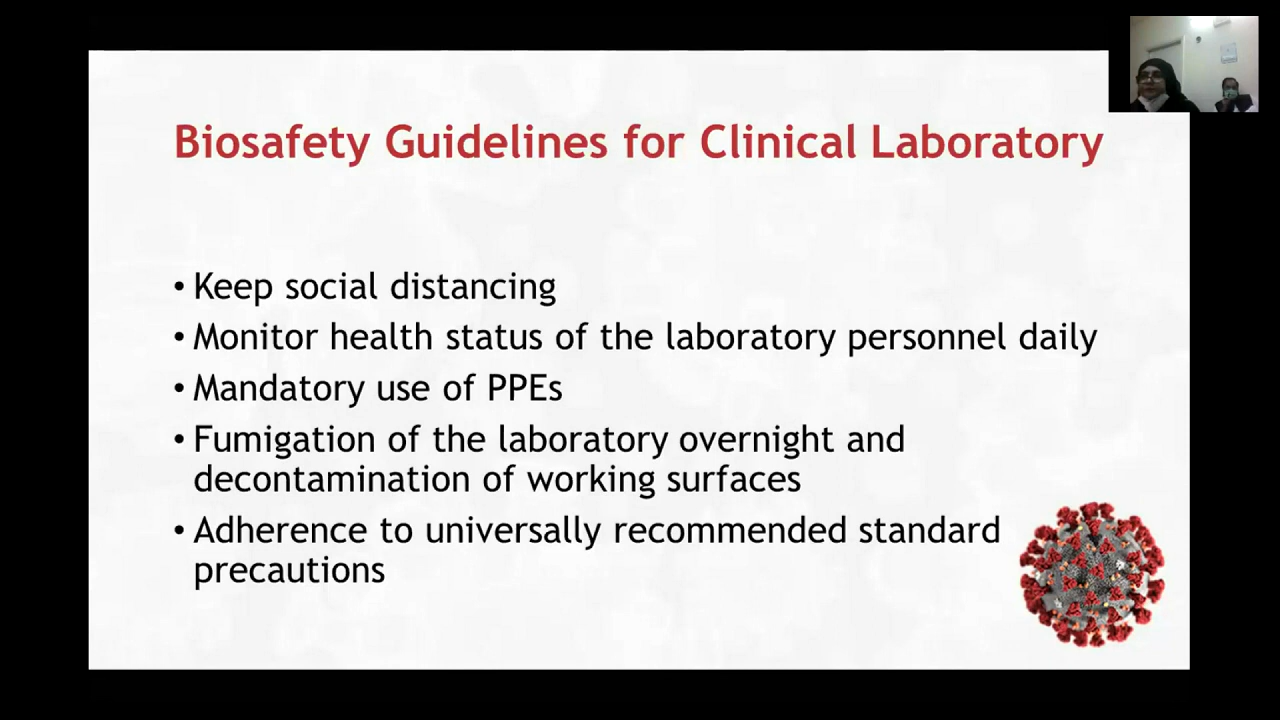 Biosafety Guidelines for Clinical Laboratory
• Keep social distancing
• Monitor health status of the laboratory personnel daily
• Mandatory use of PPEs
• Fumigation of the laboratory overnight and
decontamination of working surfaces
• Adherence to universally recommended standard
precautions